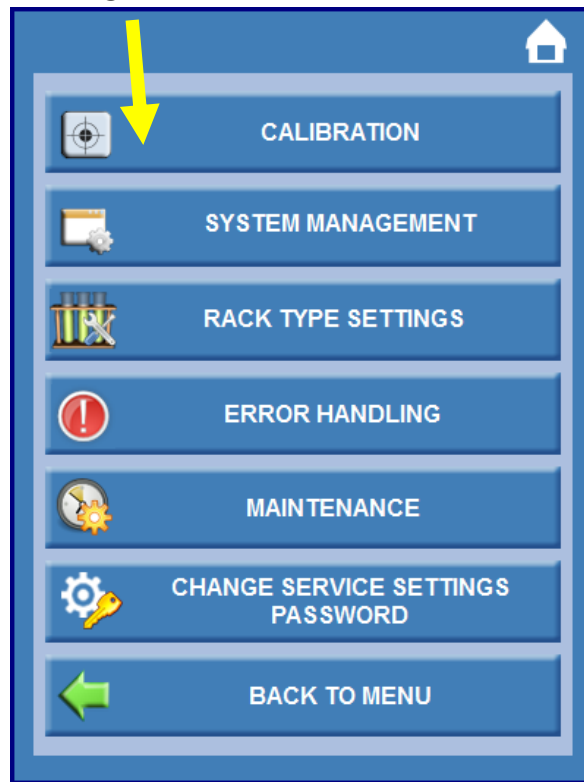 CALIBRATION
SYSTEM MANAGEMENT
RACK TYPE SETTINGS
ERROR HANDLING
MAINTENANCE
CHANGE SERVICE SETTINGS
PASSWORD
BACK TO MENU